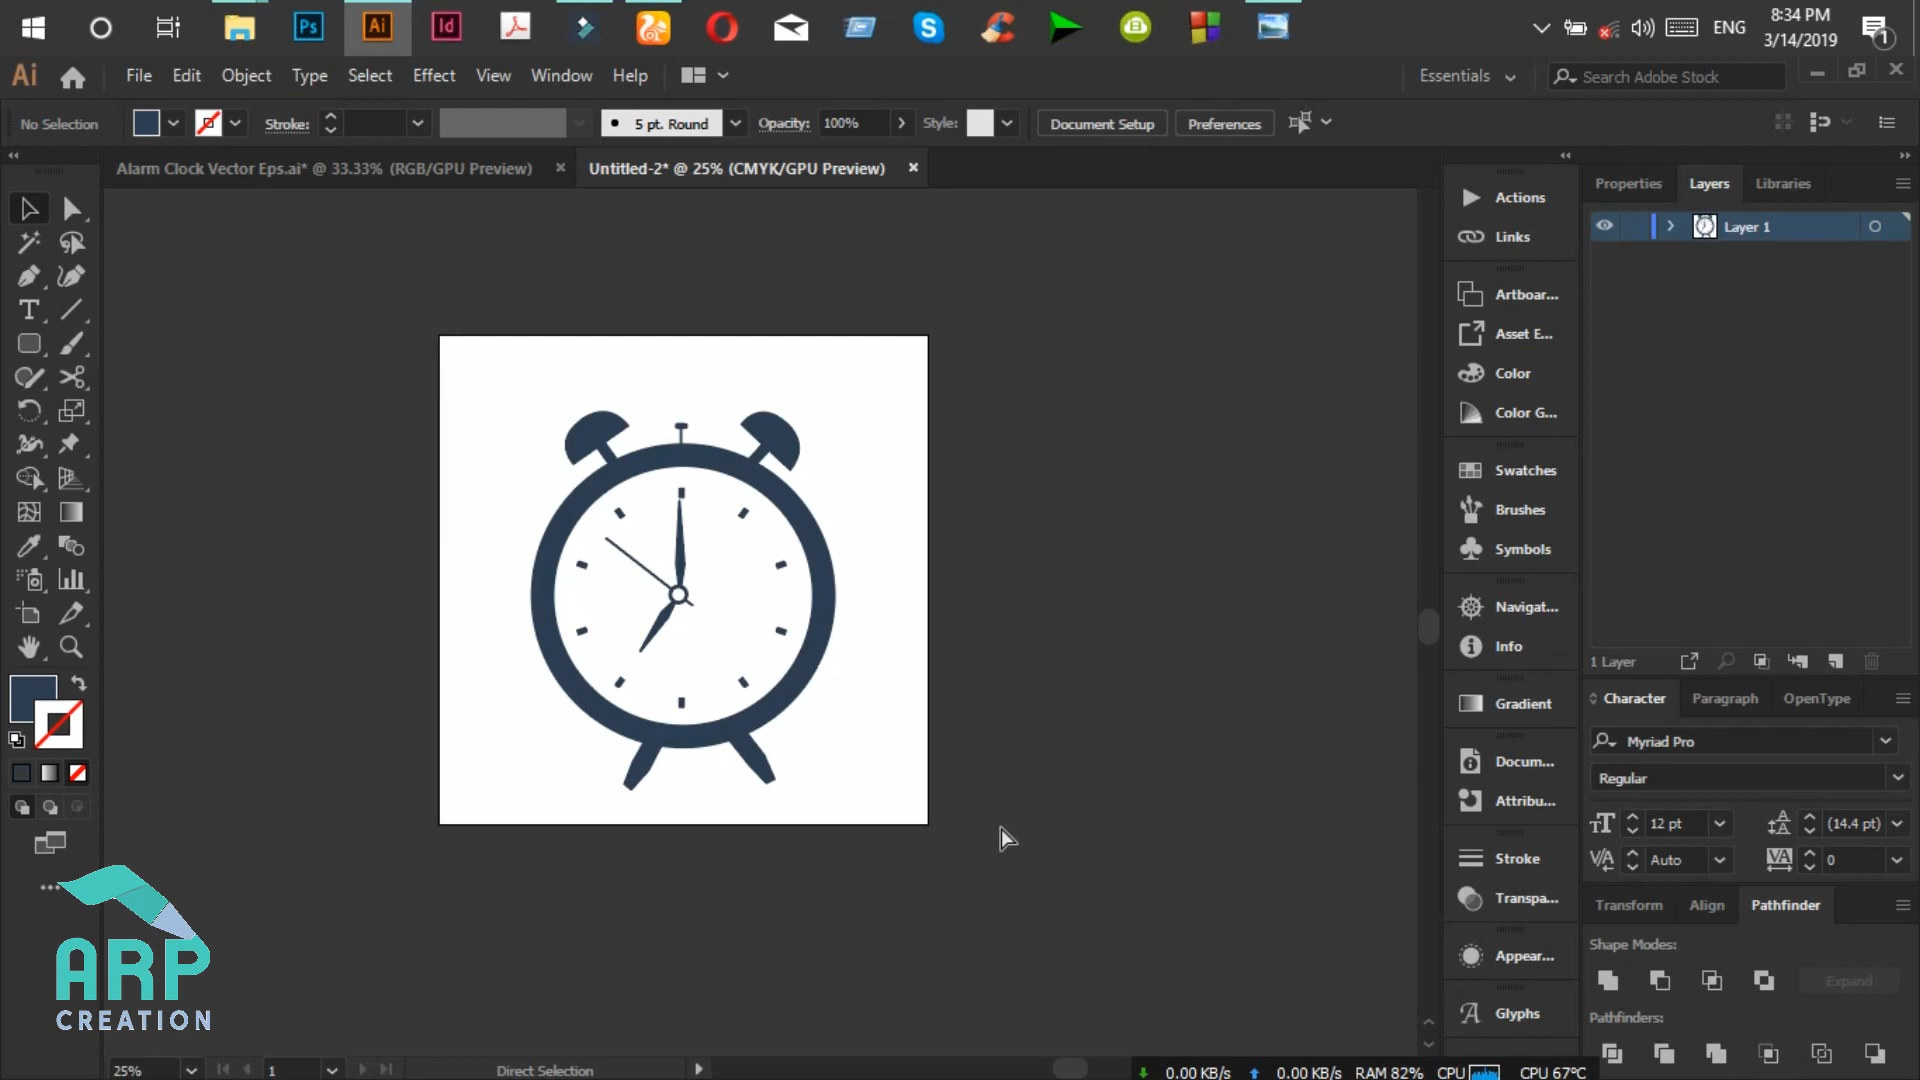 Ps
Ai
Id
ENG
8:34 PM
3/14/2019
1
Ai
File Edit Object Type Select Effect View Window Help
Essentials
Search Adobe Stock
No Selection
Stroke:
5 pt. Round
Opacity: 100%
Style:
Document Setup
Preferences
Alarm Clock Vector Eps.ai* @ 33.33% (RGB/GPU Preview)
Untitled-2* @ 25% (CMYK/GPU Preview)
Properties Layers Libraries
Layer 1
Actions
Links
Artboar...
Asset E...
Color
Color G...
Swatches
Brushes
Symbols
Navigat...
Info
Gradient
Docum...
Attribu...
Stroke
Transpa...
Appear...
Glyphs
1 Layer
Character Paragraph OpenType
Myriad Pro
Regular
12 pt
(14.4 pt)
Auto
0
Transform Align Pathfinder
Shape Modes:
Expand
Pathfinders:
ARP
CREATION
25%
1
Direct Selection
0.00 KB/s 0.00 KB/s RAM 82% CPU CPU 67°C